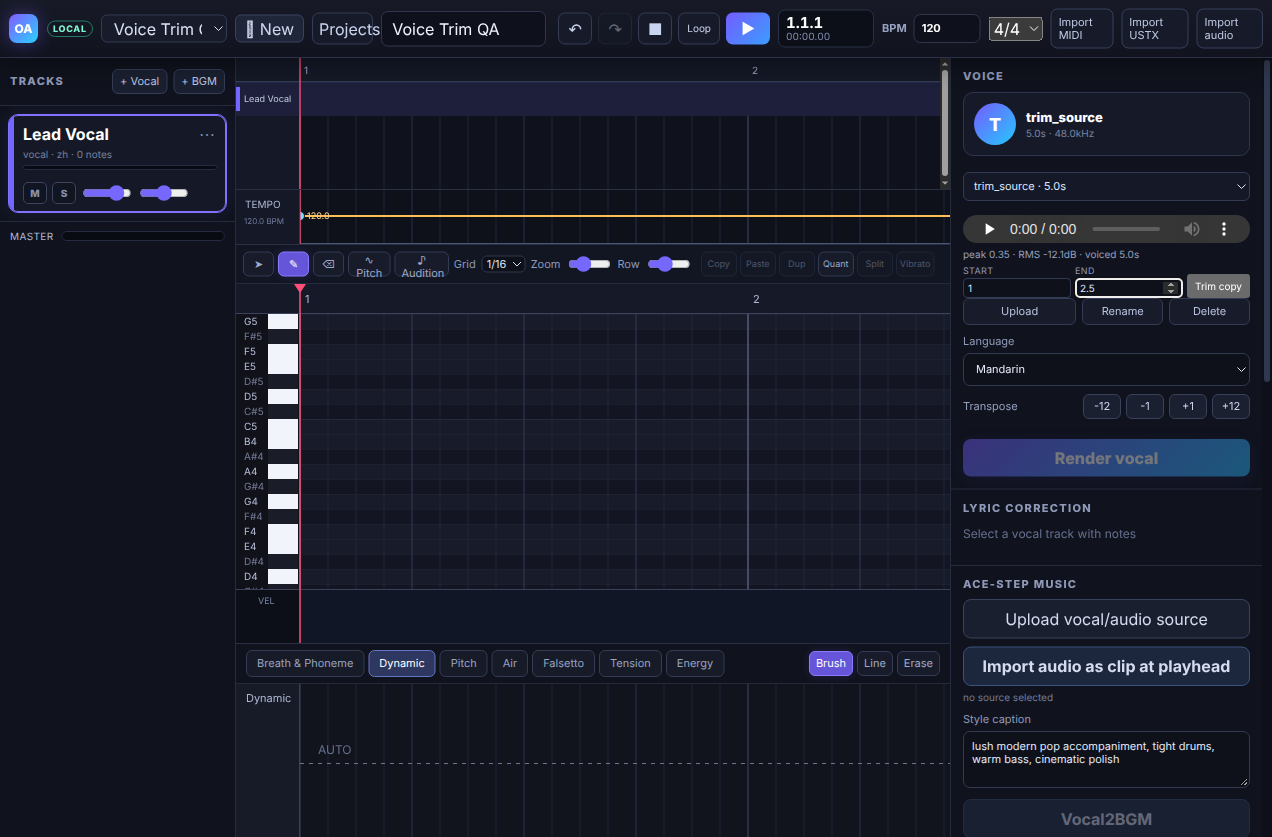 OA
LOCAL
Voice Trim
New
Projects
Voice Trim QA
Loop
1.1.1
00:00.00
BPM
120
4/4
Import
MIDI
Import
USTX
Import
audio
TRACKS
+ Vocal
+ BGM
Lead Vocal
...
vocal · zh · 0 notes
M
S
MASTER
1
2
Lead Vocal
TEMPO
120.0 BPM
120.0
Pitch
Audition
Grid
1/16
Zoom
Row
Copy
Paste
Dup
Quant
Split
Vibrato
1
2
G5
F#5
F5
E5
D#5
D5
C#5
C5
B4
A#4
A4
G#4
G4
F#4
F4
E4
D#4
D4
VEL
Breath & Phoneme
Dynamic
Pitch
Air
Falsetto
Tension
Energy
Brush
Line
Erase
Dynamic
AUTO
VOICE
T
trim_source
5.0s · 48.0kHz
trim_source · 5.0s
0:00 / 0:00
peak 0.35 · RMS -12.1dB · voiced 5.0s
START
END
1
2.5
Trim copy
Upload
Rename
Delete
Language
Mandarin
Transpose
-12
-1
+1
+12
Render vocal
LYRIC CORRECTION
Select a vocal track with notes
ACE-STEP MUSIC
Upload vocal/audio source
Import audio as clip at playhead
no source selected
Style caption
lush modern pop accompaniment, tight drums,
warm bass, cinematic polish
Vocal2BGM